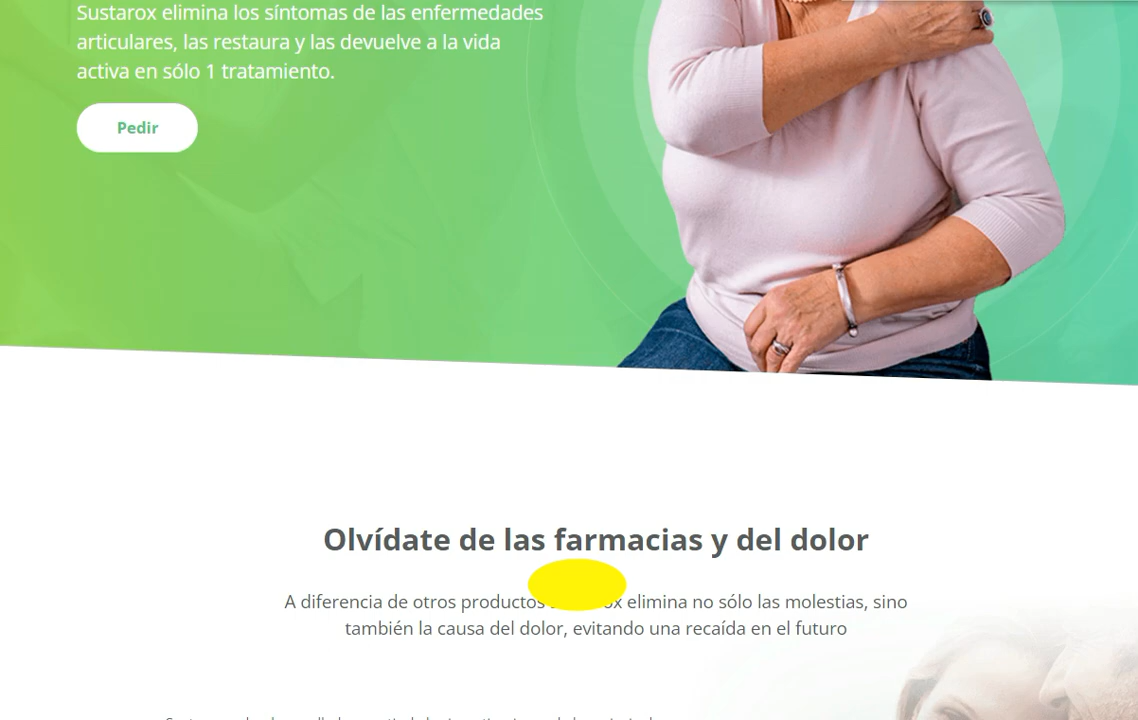 Sustarox elimina los síntomas de las enfermedades
articulares, las restaura y las devuelve a la vida
activa en sólo 1 tratamiento.
Pedir
Olvídate de las farmacias y del dolor
A diferencia de otros productos elimina no sólo las molestias, sino
también la causa del dolor, evitando una recaída en el futuro